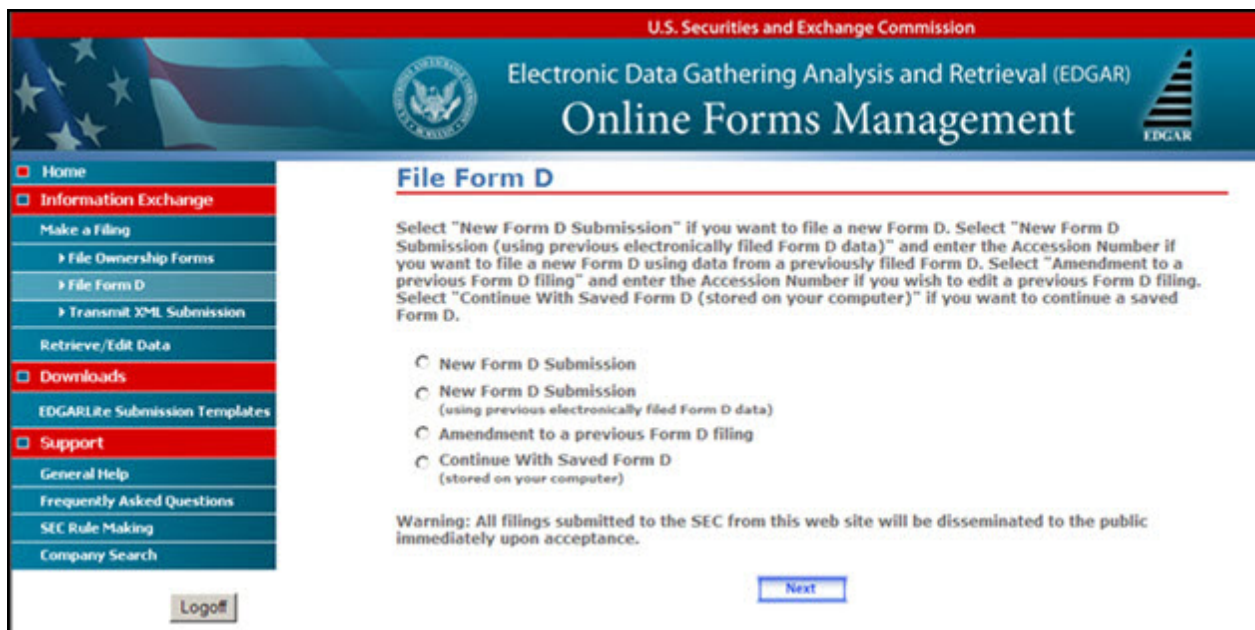 U.S. Securities and Exchange Commission
Electronic Data Gathering Analysis and Retrieval (EDGAR)
Online Forms Management
EDGAR
Home
Information Exchange
Make a Filing
File Ownership Forms
File Form D
Transmit XML Submission
Retrieve/Edit Data
Downloads
EDGARLite Submission Templates
Support
General Help
Frequently Asked Questions
SEC Rule Making
Company Search
Logoff
File Form D
Select "New Form D Submission" if you want to file a new Form D. Select "New Form D
Submission (using previous electronically filed Form D data)" and enter the Accession Number if
you want to file a new Form D using data from a previously filed Form D. Select "Amendment to a
previous Form D filing" and enter the Accession Number if you wish to edit a previous Form D filing.
Select "Continue With Saved Form D (stored on your computer)" if you want to continue a saved
Form D.
New Form D Submission
New Form D Submission
(using previous electronically filed Form D data)
Amendment to a previous Form D filing
Continue With Saved Form D
(stored on your computer)
Warning: All filings submitted to the SEC from this web site will be disseminated to the public
immediately upon acceptance.
Next